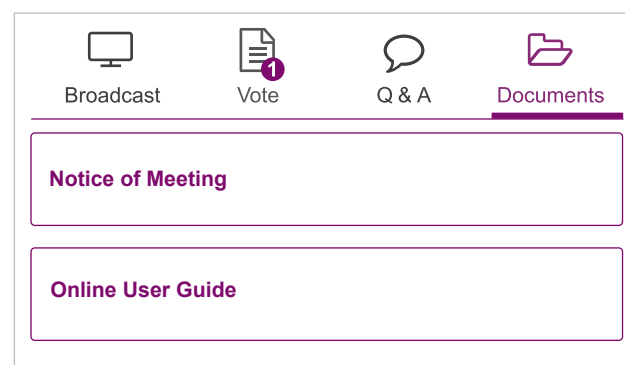 1
Broadcast Vote Q & A Documents
Notice of Meeting
Online User Guide